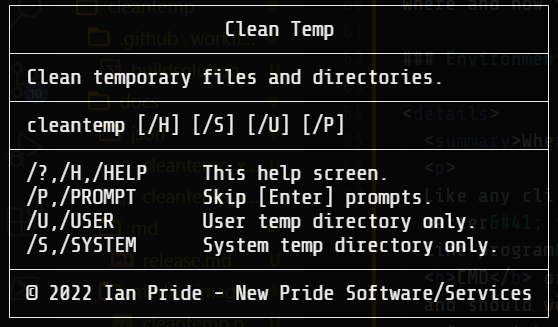 Clean Temp
Clean temporary files and directories.
cleantemp [/H] [/S] [/U] [/P]
/?,/H,/HELP This help screen.
/P,/PROMPT Skip [Enter] prompts.
/U,/USER User temp directory only.
/S,/SYSTEM System temp directory only.
© 2022 Ian Pride - New Pride Software/Services